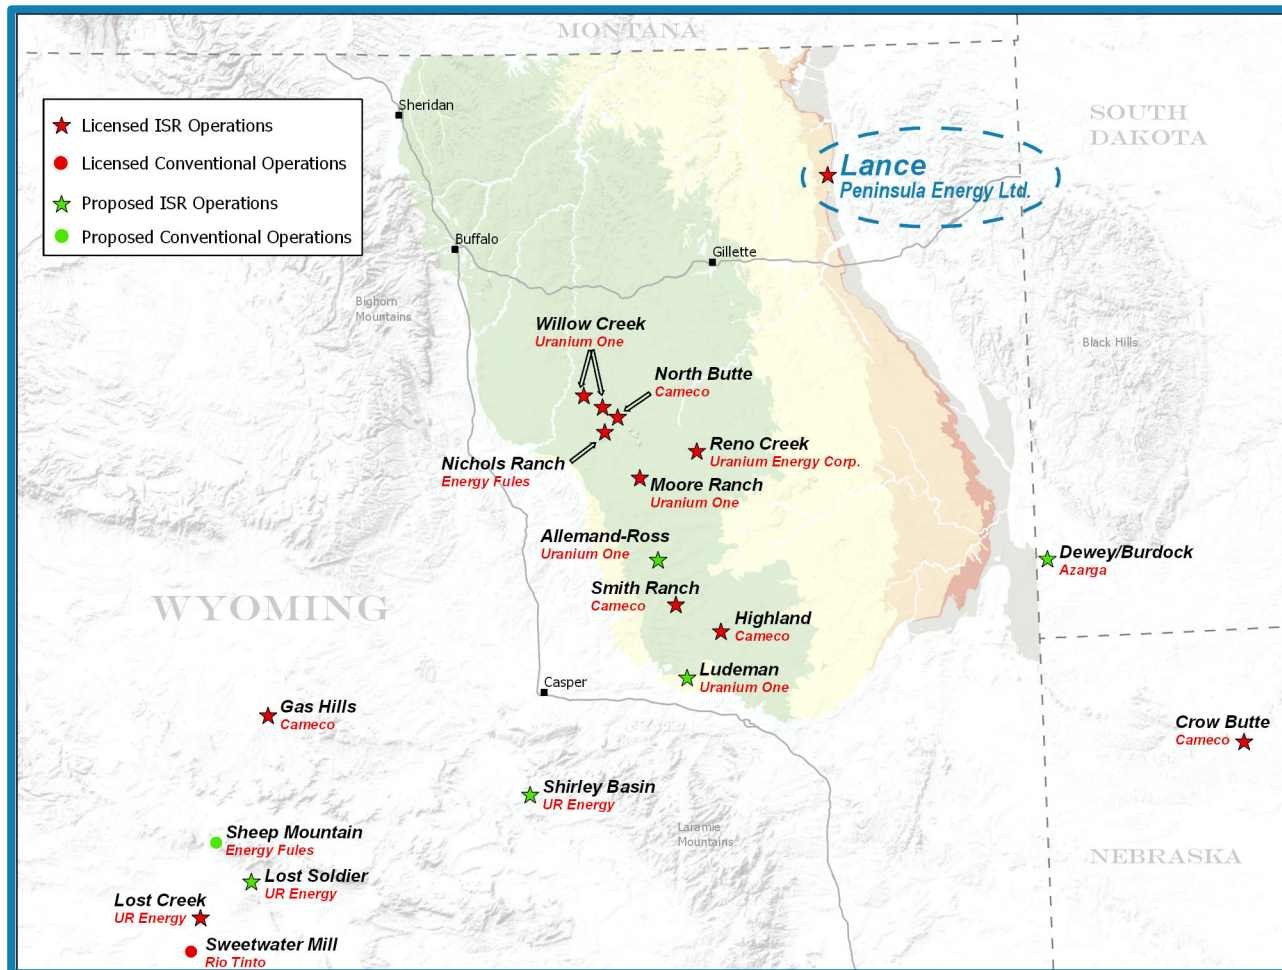 MONTANA
Sheridan
Licensed ISR Operations
Licensed Conventional Operations
Proposed ISR Operations
Proposed Conventional Operations
SOUTH
DAKOTA
Lance
Peninsula Energy Ltd.
Buffalo
Gillette
Bighorn
Mountains
Black Hills
Willow Creek
Uranium One
North Butte
Cameco
Nichols Ranch
Energy Fules
Reno Creek
Uranium Energy Corp.
Moore Ranch
Uranium One
Allemand-Ross
Uranium One
Dewey/Burdock
Azarga
WYOMING
Smith Ranch
Cameco
Highland
Cameco
Ludeman
Uranium One
Casper
Gas Hills
Cameco
Crow Butte
Cameco
Shirley Basin
UR Energy
Laramie
Mountains
Sheep Mountain
Energy Fules
NEBRASKA
Lost Soldier
UR Energy
Lost Creek
UR Energy
Sweetwater Mill
Rio Tinto